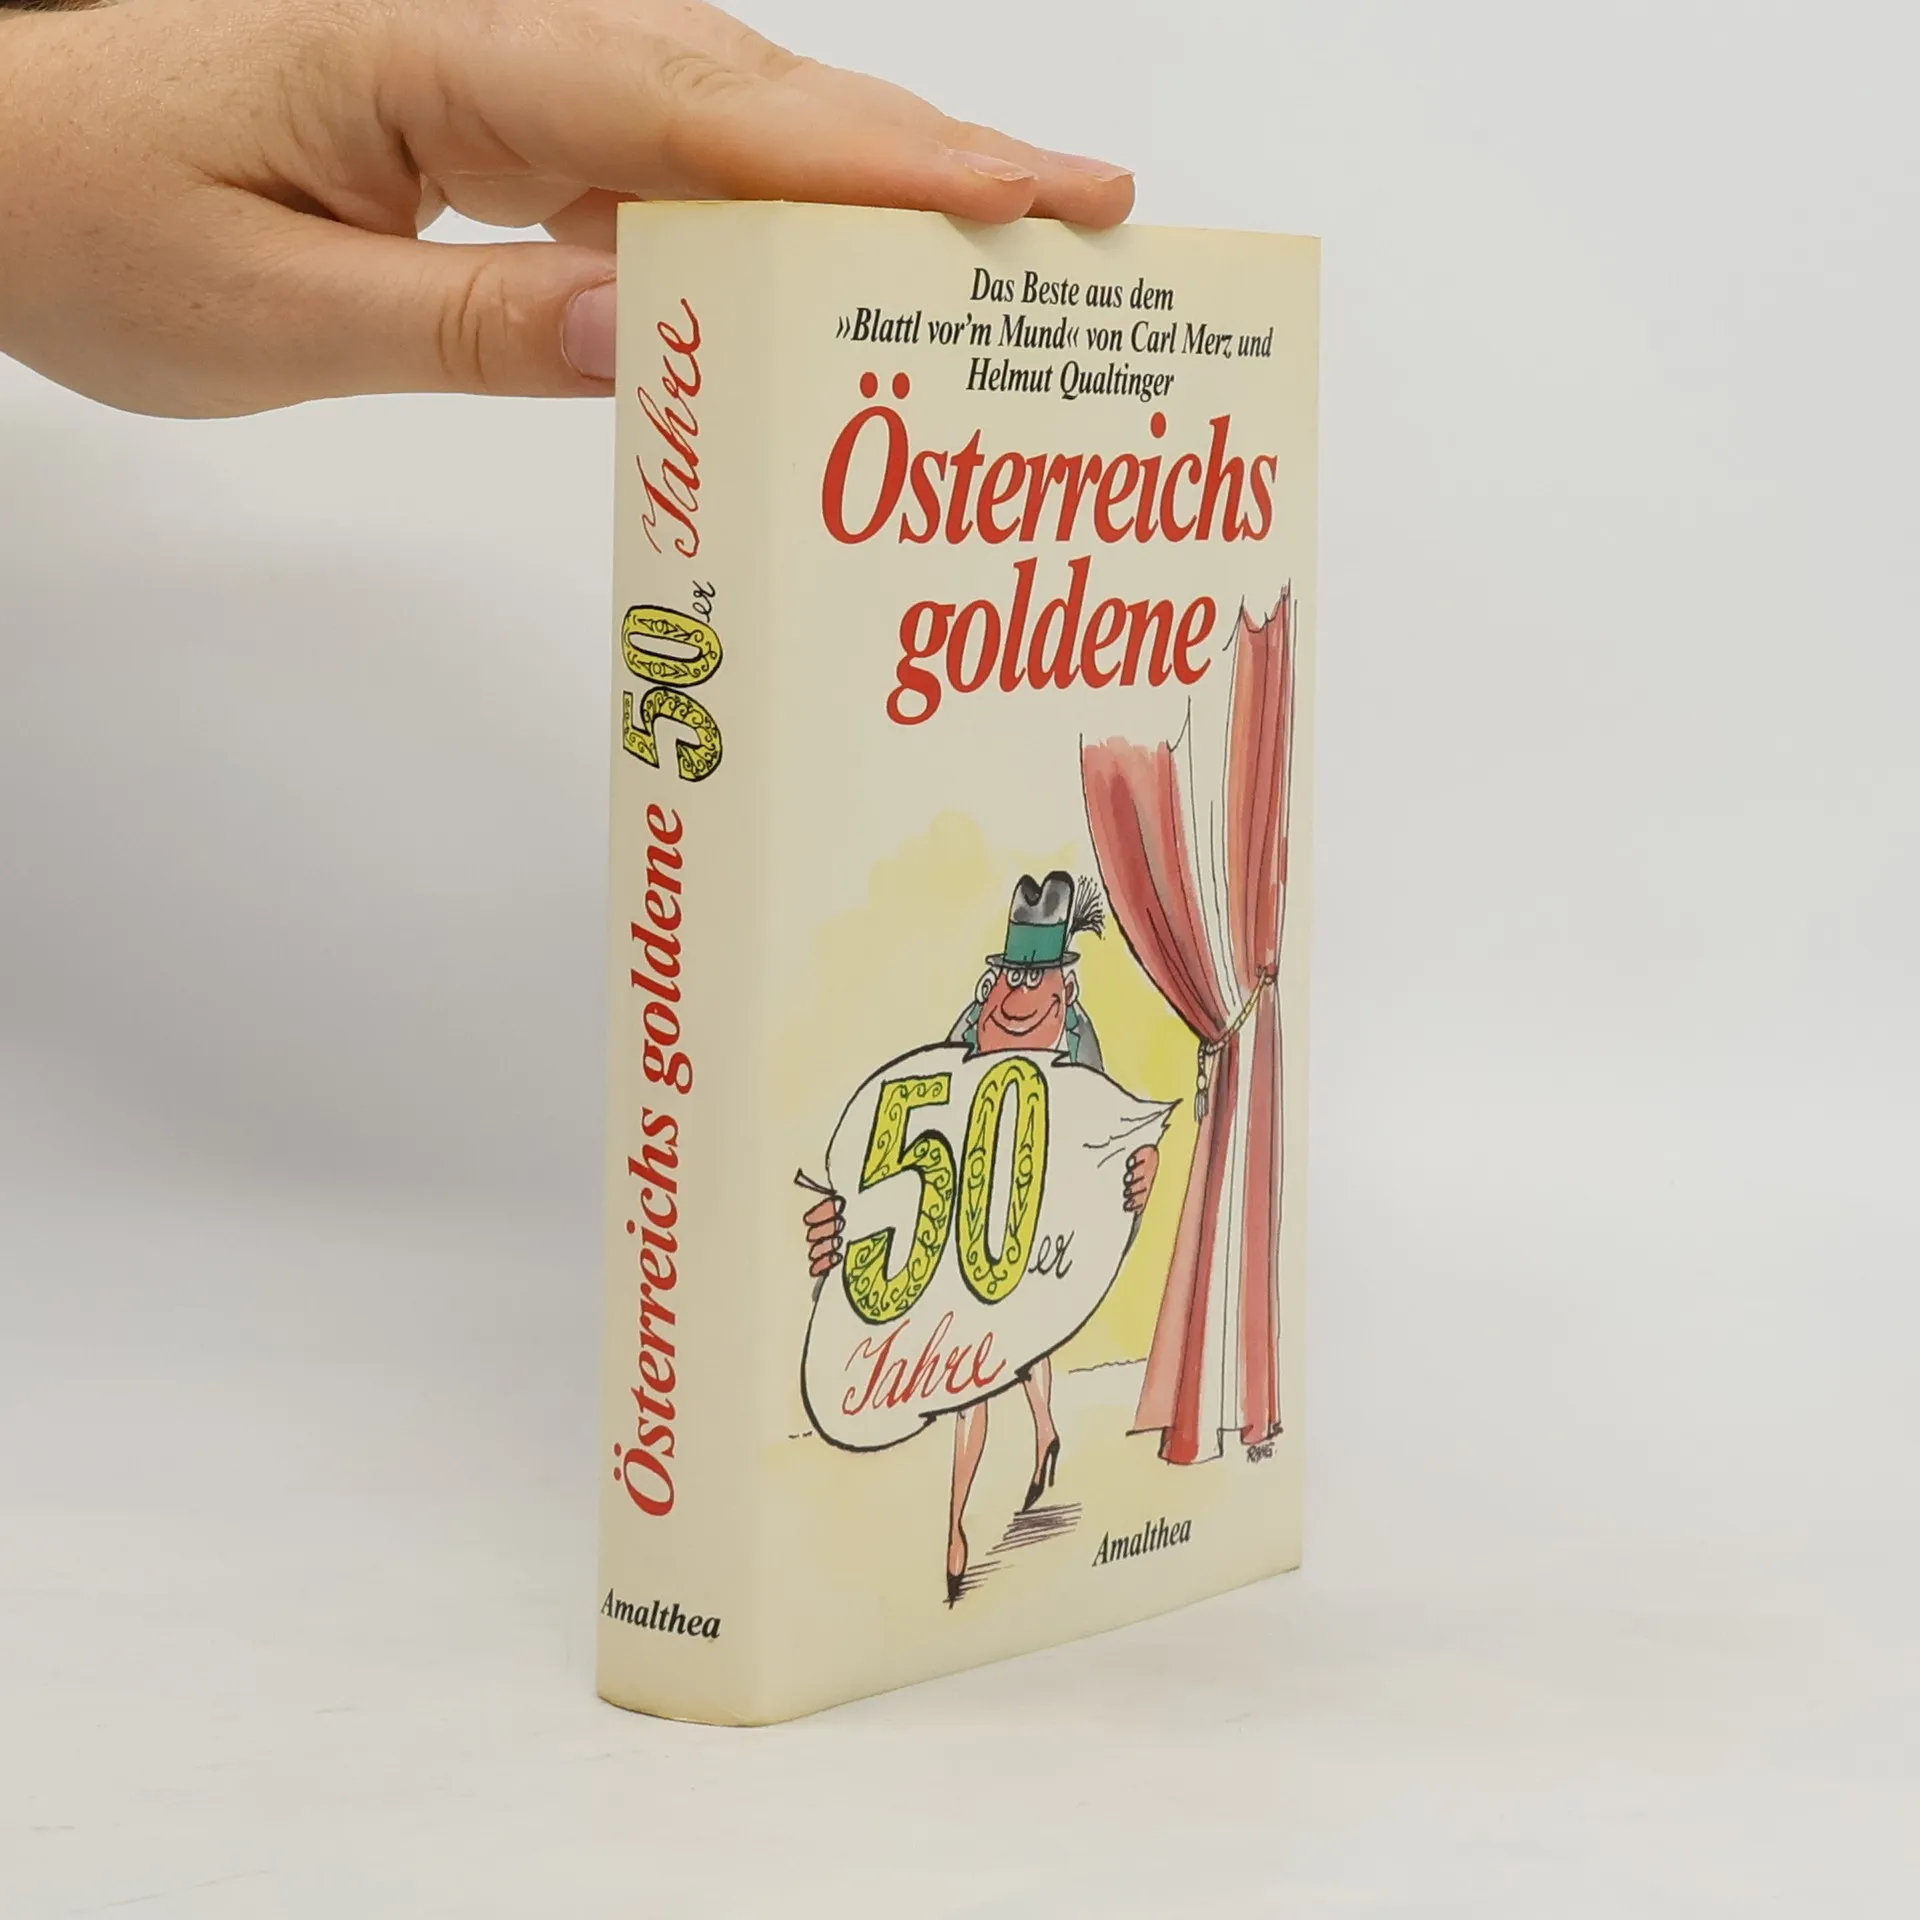 Das Beste aus dem
»Blattl vor'm Mund« von Carl Merz und
Helmut Qualtinger
Österreichs
goldene
50er
Jahre
RANG.
Amalthea
Österreichs goldene 50er Jahre
Amalthea